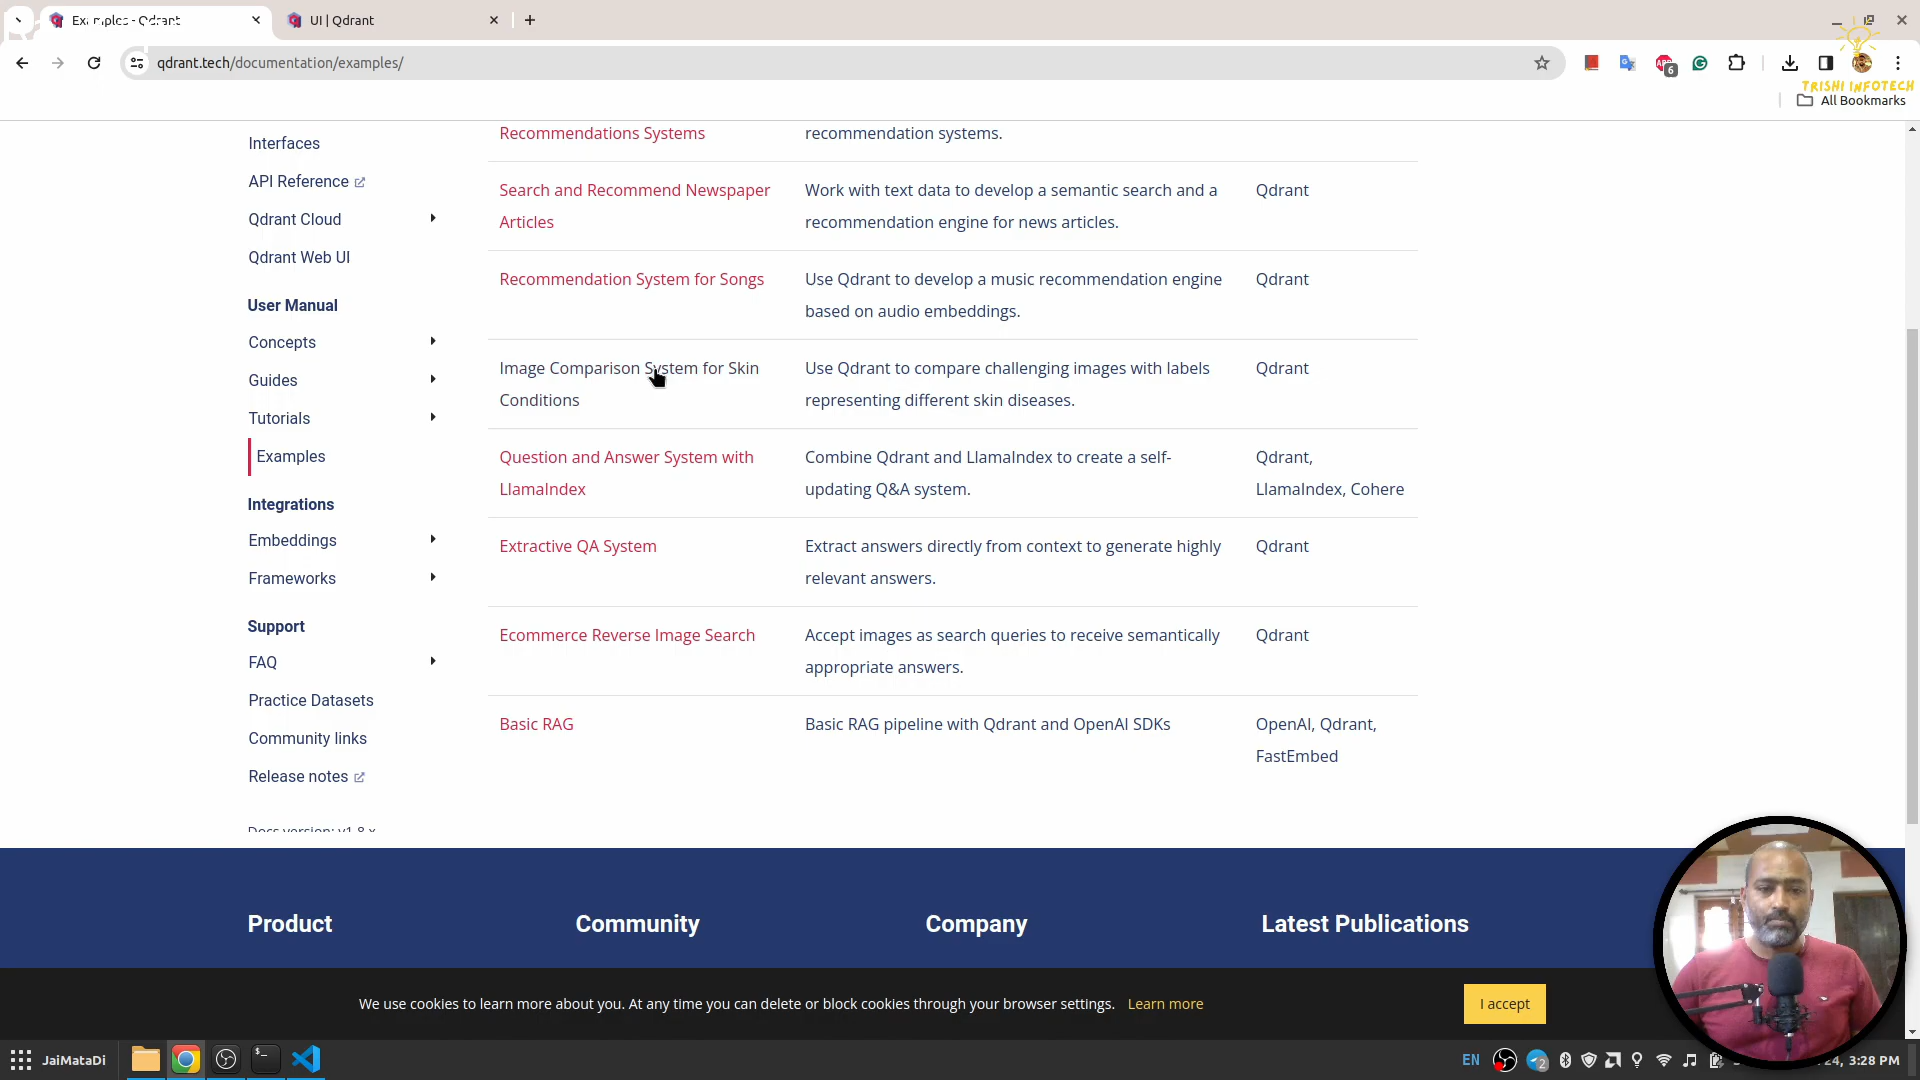 Examples - Qdrant
UI | Qdrant
qdrant.tech/documentation/examples/
6
TRISHI INFOTECH
All Bookmarks
Interfaces
API Reference
Qdrant Cloud
Qdrant Web UI
User Manual
Concepts
Guides
Tutorials
Examples
Integrations
Embeddings
Frameworks
Support
FAQ
Practice Datasets
Community links
Release notes
Docs version: v1.8.x
Recommendations Systems
recommendation systems.
Search and Recommend Newspaper
Articles
Work with text data to develop a semantic search and a
recommendation engine for news articles.
Qdrant
Recommendation System for Songs
Use Qdrant to develop a music recommendation engine
based on audio embeddings.
Qdrant
Image Comparison System for Skin
Conditions
Use Qdrant to compare challenging images with labels
representing different skin diseases.
Qdrant
Question and Answer System with
LlamaIndex
Combine Qdrant and LlamaIndex to create a self-
updating Q&A system.
Qdrant,
LlamaIndex, Cohere
Extractive QA System
Extract answers directly from context to generate highly
relevant answers.
Qdrant
Ecommerce Reverse Image Search
Accept images as search queries to receive semantically
appropriate answers.
Qdrant
Basic RAG
Basic RAG pipeline with Qdrant and OpenAI SDKs
OpenAI, Qdrant,
FastEmbed
Product
Community
Company
Latest Publications
We use cookies to learn more about you. At any time you can delete or block cookies through your browser settings. Learn more
I accept
JaiMataDi
EN
2
24, 3:28 PM